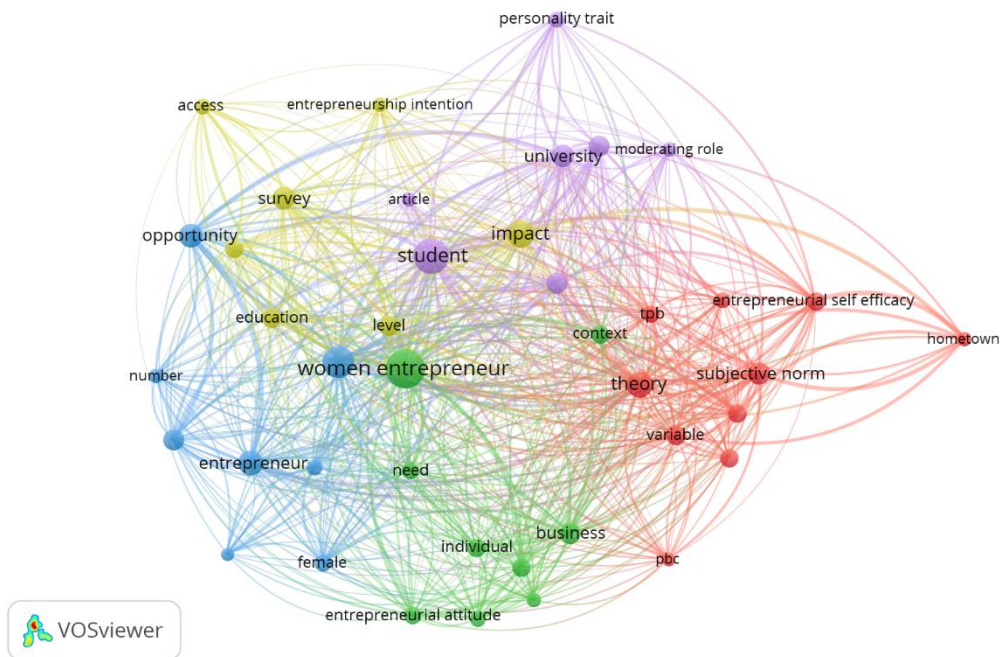 personality trait
access
entrepreneurship intention
university
moderating role
article
survey
opportunity
impact
student
entrepreneurial self efficacy
tpb
education
level
context
hometown
women entrepreneur
number
theory
subjective norm
variable
entrepreneur
need
business
individual
female
pbc
entrepreneurial attitude
VOSviewer